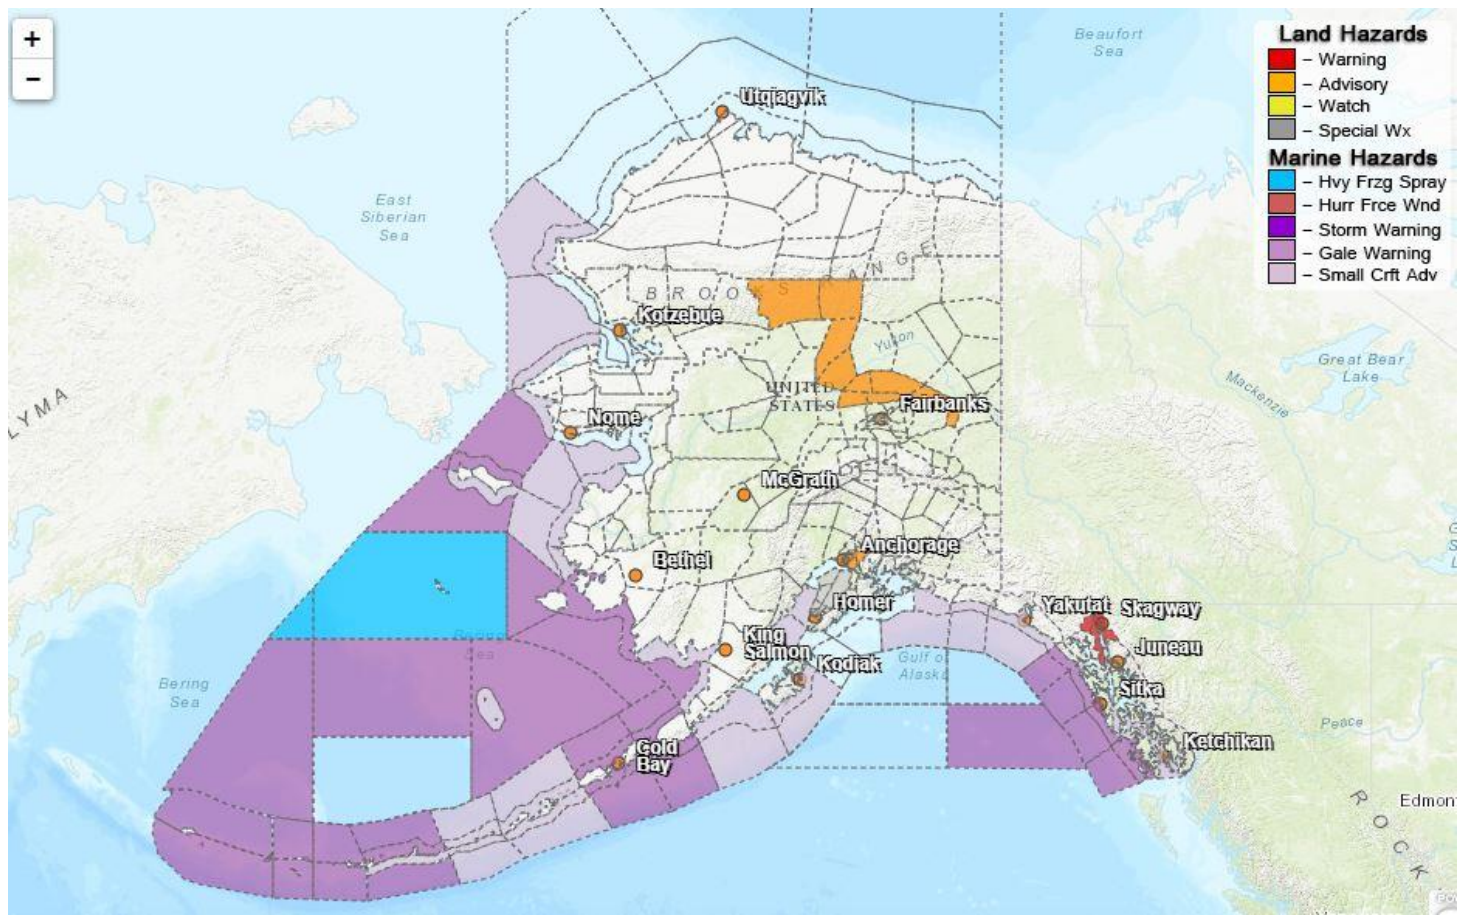 +
−
Land Hazards
– Warning
– Advisory
– Watch
– Special Wx
Marine Hazards
– Hvy Frzg Spray
– Hurr Frce Wnd
– Storm Warning
– Gale Warning
– Small Crft Adv
Beaufort
Sea
Utqiagvik
East
Siberian
Sea
BROOKS RANGE
Kotzebue
Yukon
Great Bear
Lake
Mackenzie
LYMA
UNITED
STATES
Fairbanks
Nome
McGrath
Anchorage
Bethel
Homer
Yakutat
Skagway
King
Salmon
Juneau
Kodiak
Gulf of
Alaska
Sitka
Bering
Sea
Bering
Sea
Peace
Ketchikan
Cold
Bay
Edmon
ROCK